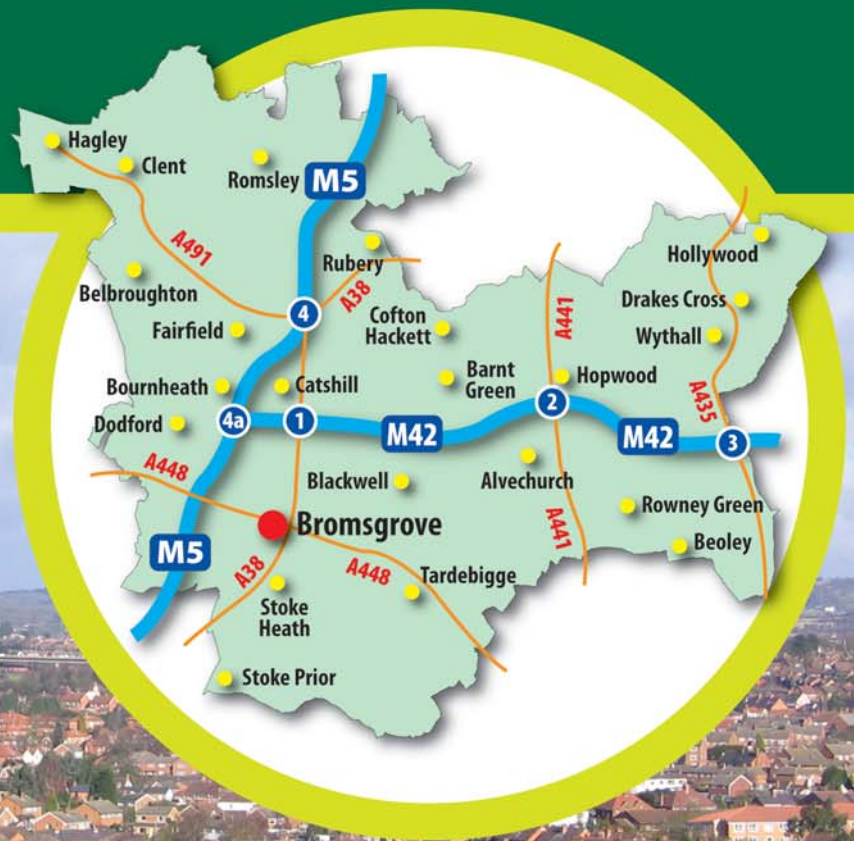 Hagley
Clent
Romsley
M5
A491
Rubery
Hollywood
Belbroughton
A38
A441
Drakes Cross
4
Cofton
Hackett
Fairfield
Wythall
Barnt
Green
Hopwood
Bournheath
Catshill
A435
2
Dodford
4a
1
M42
M42
3
A448
Blackwell
Alvechurch
Rowney Green
Bromsgrove
A441
Beoley
M5
A38
A448
Tardebigge
Stoke
Heath
Stoke Prior